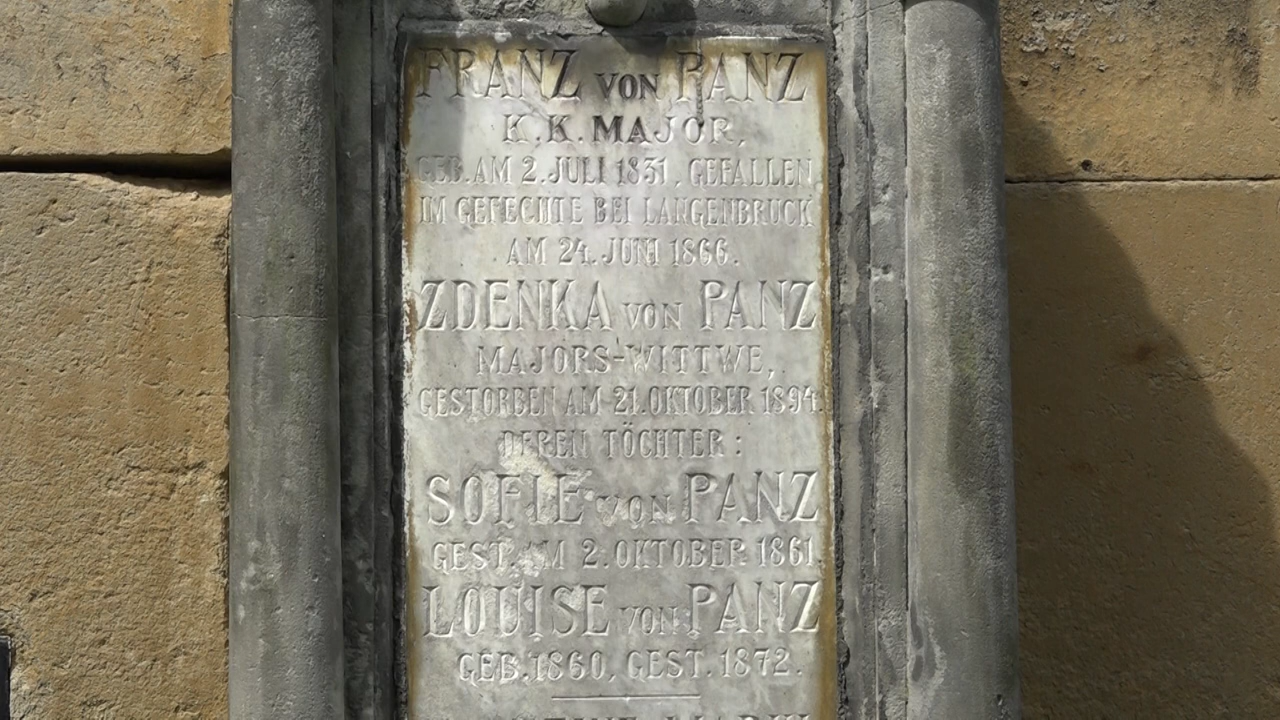 FRANZ VON PANZ
K.K. MAJOR,
GEB. AM 2. JULI 1831, GEFALLEN
IM GEFECHTE BEI LANGENBRUCK
AM 24. JUNI 1866.
ZDENKA VON PANZ
MAJORS-WITTWE,
GESTORBEN AM 21. OKTOBER 1894.
DEREN TÖCHTER:
SOFIE VON PANZ
GEST. AM 2. OKTOBER 1861.
LOUISE VON PANZ
GEB. 1860, GEST. 1872.